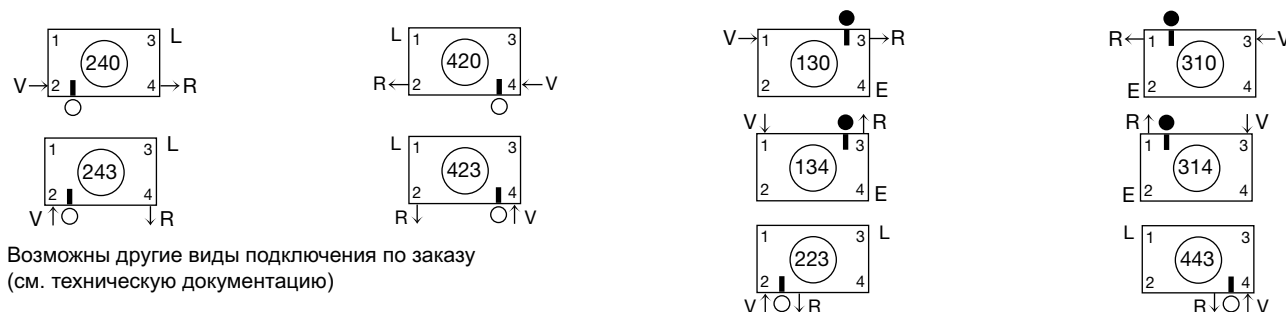 1 3 L
240
V 2 4 R
L 1 3
420
R 2 4 V
V 1 3 R
130
2 4 E
R 1 3 V
310
E 2 4
1 3 L
243
2 4
V R
L 1 3
423
2 4
R V
V R
1 3
134
2 4 E
R V
1 3
314
E 2 4
Возможны другие виды подключения по заказу
(см. техническую документацию)
1 3 L
223
2 4
V R
L 1 3
443
2 4
R V